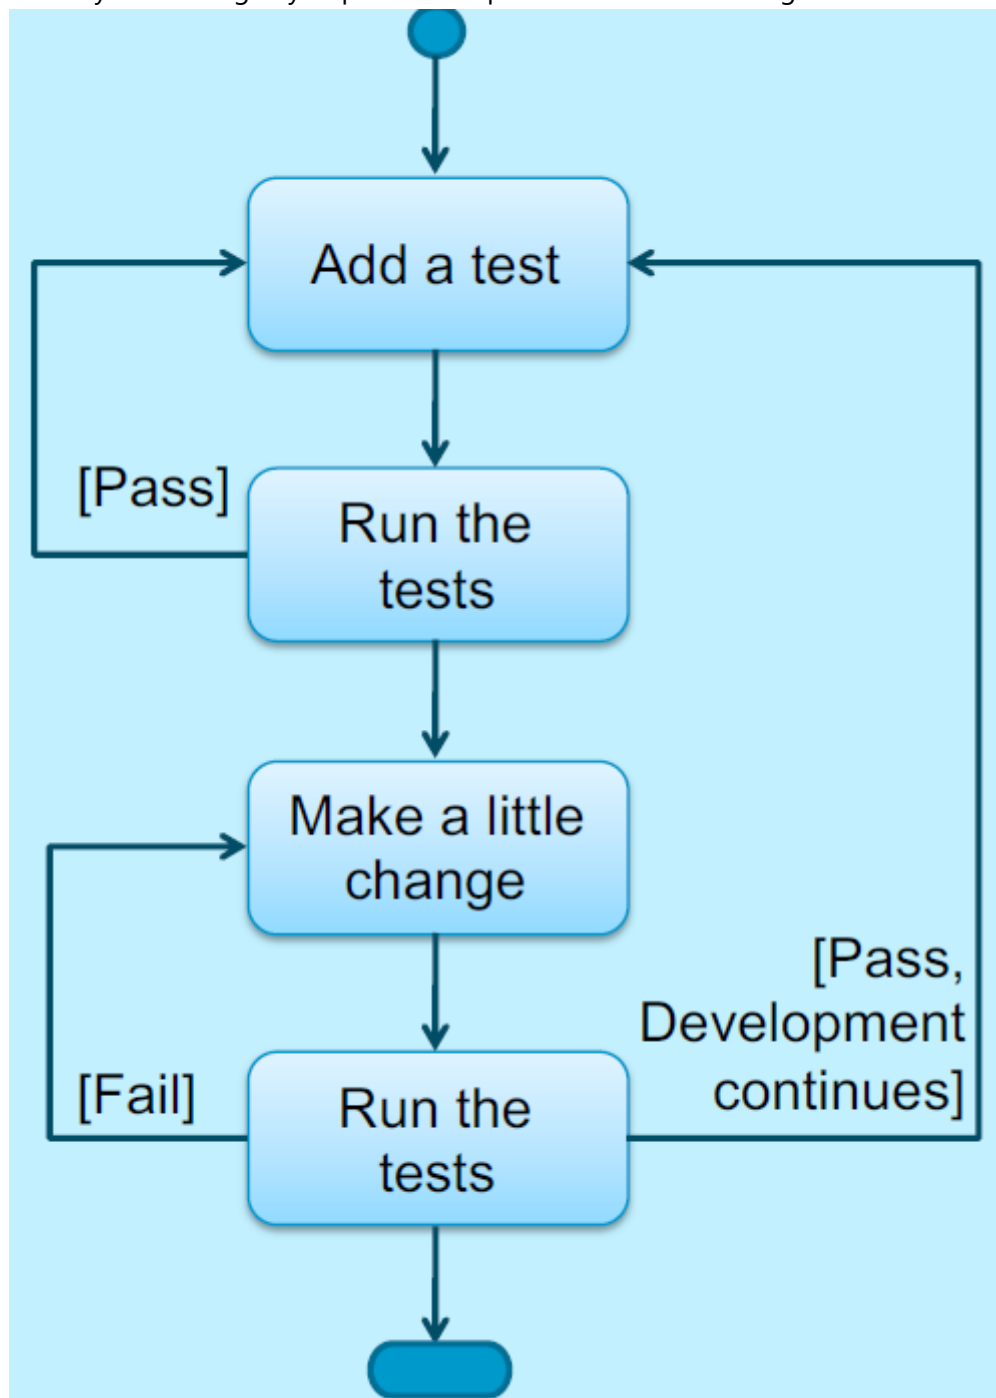 Add a test
[Pass]
Run the
tests
Make a little
change
[Pass,
Development
continues]
[Fail]
Run the
tests